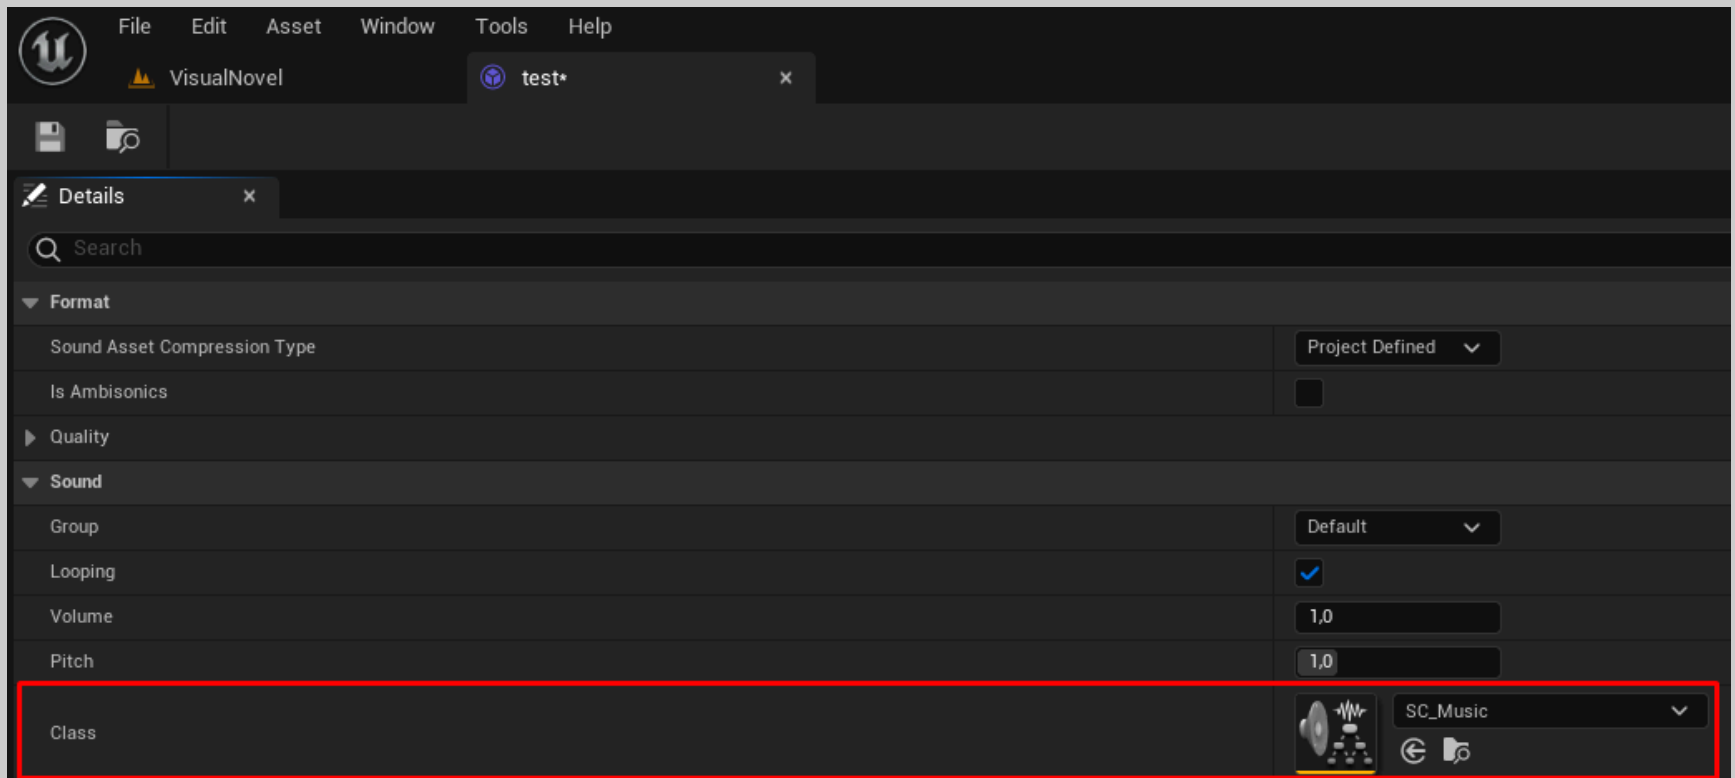 File Edit Asset Window Tools Help
VisualNovel test*
Details
Search
Format
Sound Asset Compression Type Project Defined
Is Ambisonics
Quality
Sound
Group Default
Looping
Volume 1,0
Pitch 1,0
Class SC_Music